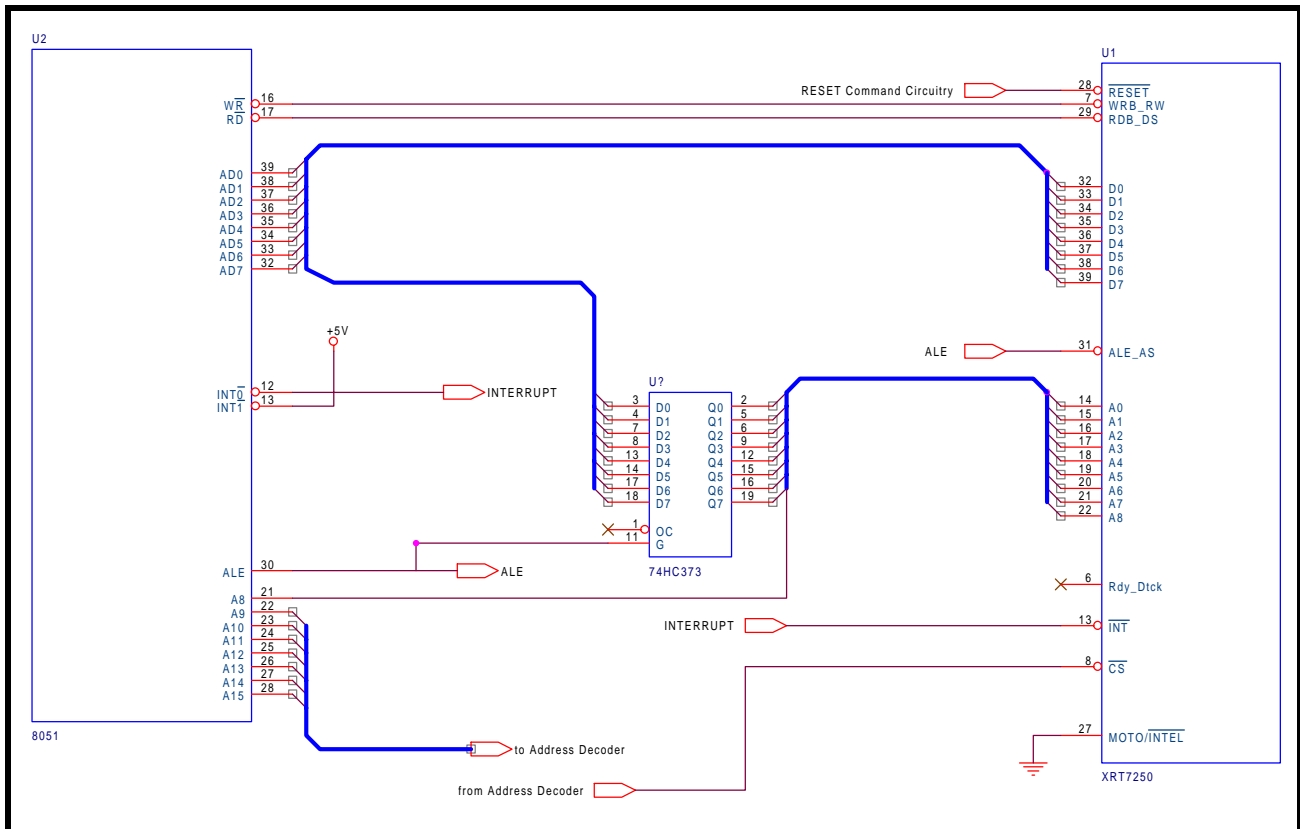 U2
U1
RESET Command Circuitry
28 RESET
WR 16
7 WRB_RW
RD 17
29 RDB_DS
AD0 39
AD1 38
AD2 37
AD3 36
AD4 35
AD5 34
AD6 33
AD7 32
32 D0
33 D1
34 D2
35 D3
36 D4
37 D5
38 D6
39 D7
+5V
ALE
31 ALE_AS
INT0 12
INTERRUPT
INT1 13
U?
3 D0 Q0 2
4 D1 Q1 5
7 D2 Q2 6
8 D3 Q3 9
13 D4 Q4 12
14 D5 Q5 15
17 D6 Q6 16
18 D7 Q7 19
1 OC
11 G
74HC373
14 A0
15 A1
16 A2
17 A3
18 A4
19 A5
20 A6
21 A7
22 A8
ALE 30
ALE
A8 21
A9 22
A10 23
A11 24
A12 25
A13 26
A14 27
A15 28
6 Rdy_Dtck
INTERRUPT
13 INT
8 CS
27 MOTO/INTEL
8051
to Address Decoder
XRT7250
from Address Decoder